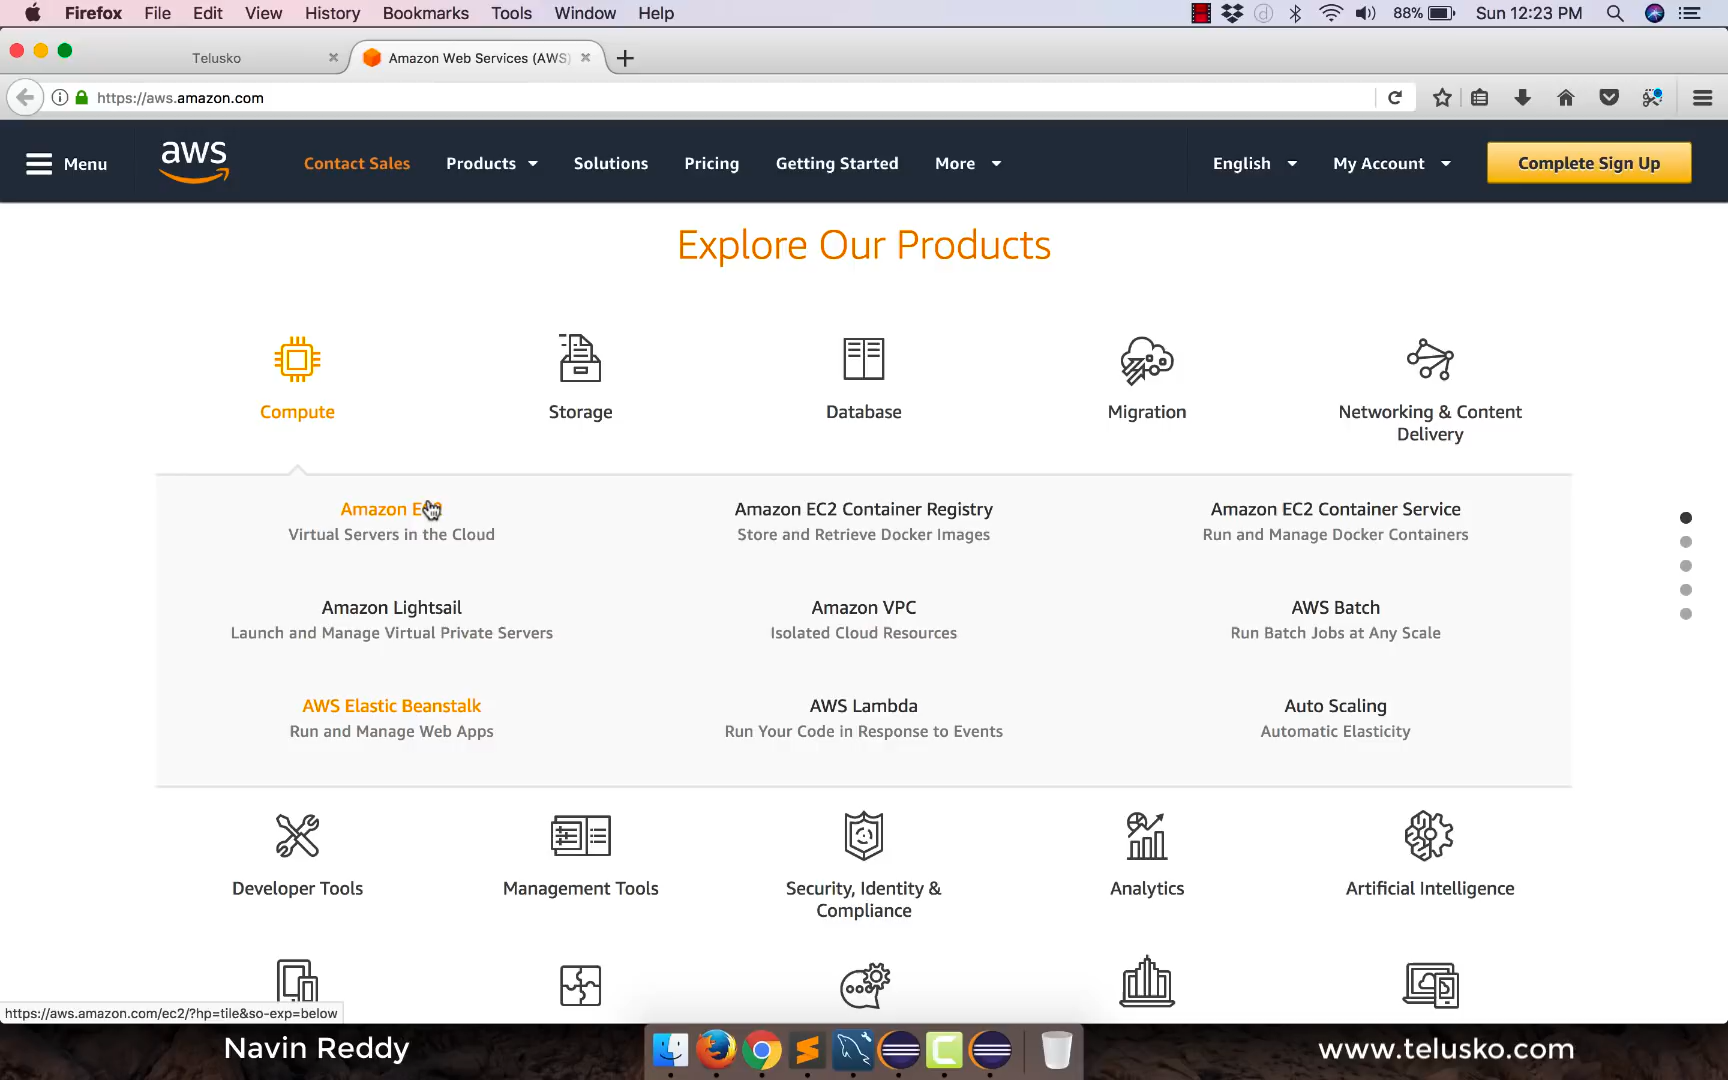 Firefox File Edit View History Bookmarks Tools Window Help 88% Sun 12:23 PM
Telusko Amazon Web Services (AWS)
https://aws.amazon.com
Menu aws Contact Sales Products Solutions Pricing Getting Started More English My Account Complete Sign Up
Explore Our Products
Compute Storage Database Migration Networking & Content
Delivery
Amazon EC2 Amazon EC2 Container Registry Amazon EC2 Container Service
Virtual Servers in the Cloud Store and Retrieve Docker Images Run and Manage Docker Containers
Amazon Lightsail Amazon VPC AWS Batch
Launch and Manage Virtual Private Servers Isolated Cloud Resources Run Batch Jobs at Any Scale
AWS Elastic Beanstalk AWS Lambda Auto Scaling
Run and Manage Web Apps Run Your Code in Response to Events Automatic Elasticity
Developer Tools Management Tools Security, Identity & Analytics Artificial Intelligence
Compliance
https://aws.amazon.com/ec2/?hp=tile&so-exp=below
Navin Reddy www.telusko.com